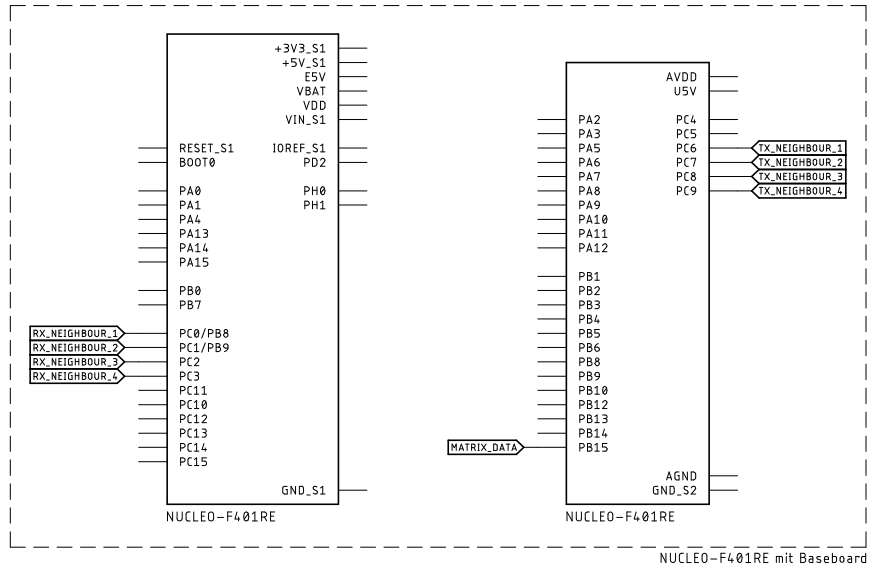 +3V3_S1
+5V_S1
E5V
VBAT
VDD
VIN_S1
RESET_S1 IOREF_S1
BOOT0 PD2
PA0 PH0
PA1 PH1
PA4
PA13
PA14
PA15
PB0
PB7
RX_NEIGHBOUR_1 PC0/PB8
RX_NEIGHBOUR_2 PC1/PB9
RX_NEIGHBOUR_3 PC2
RX_NEIGHBOUR_4 PC3
PC11
PC10
PC12
PC13
PC14
PC15
GND_S1
NUCLEO-F401RE
AVDD
U5V
PA2 PC4
PA3 PC5
PA5 PC6 TX_NEIGHBOUR_1
PA6 PC7 TX_NEIGHBOUR_2
PA7 PC8 TX_NEIGHBOUR_3
PA8 PC9 TX_NEIGHBOUR_4
PA9
PA10
PA11
PA12
PB1
PB2
PB3
PB4
PB5
PB6
PB8
PB9
PB10
PB12
PB13
PB14
MATRIX_DATA PB15
AGND
GND_S2
NUCLEO-F401RE
NUCLEO-F401RE mit Baseboard